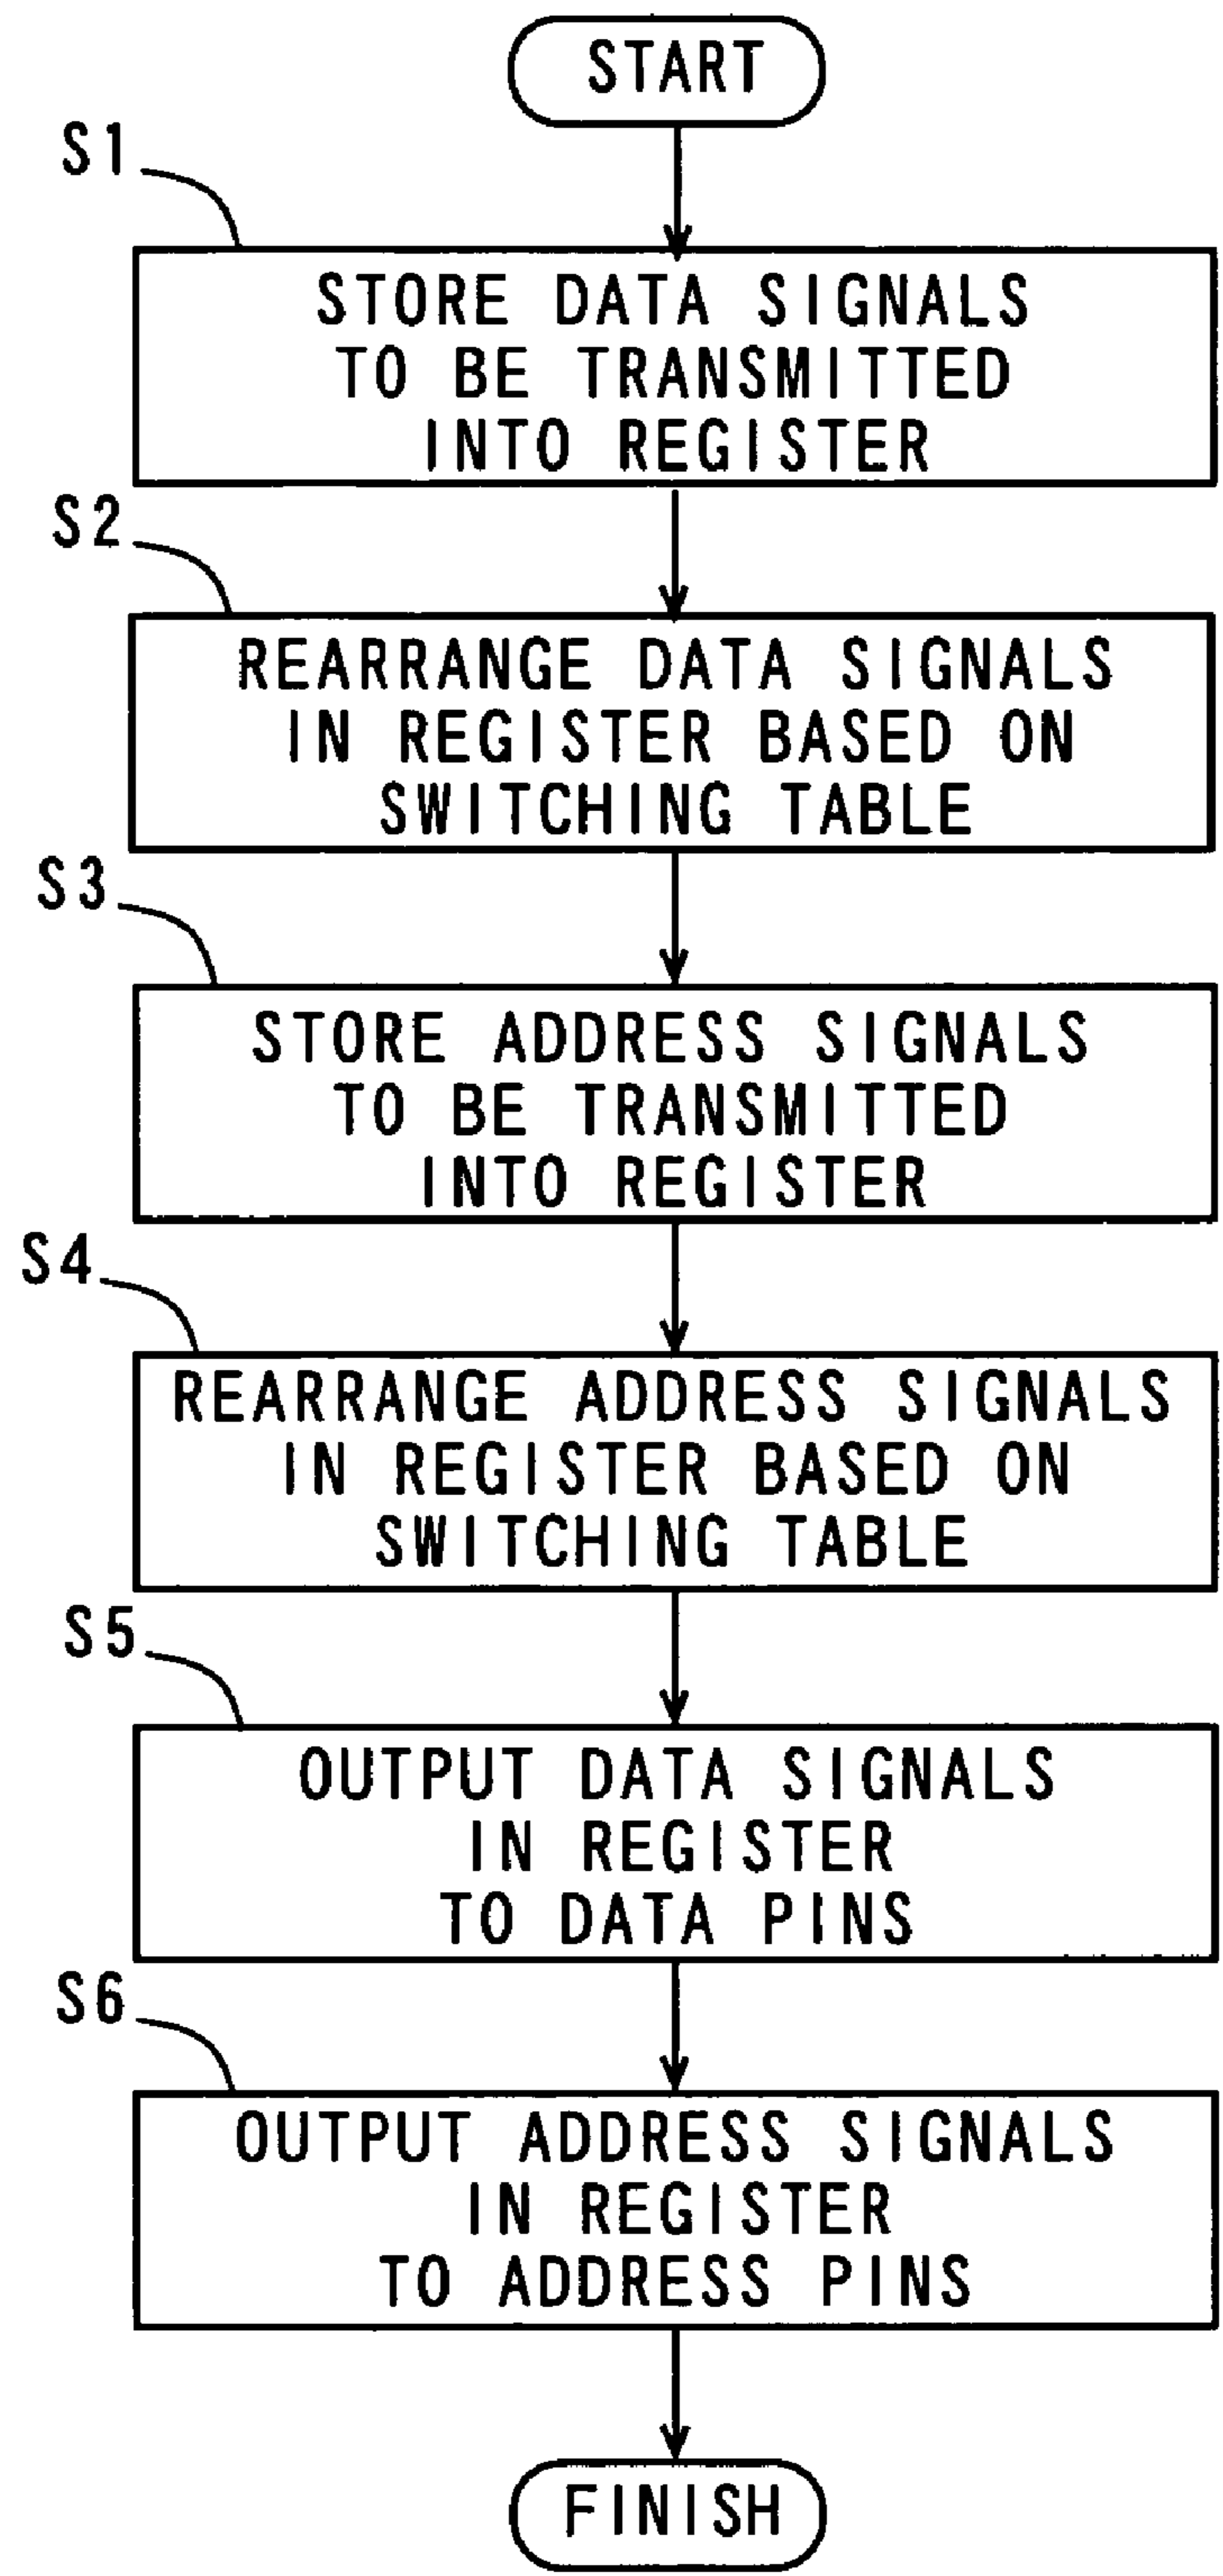 START
S1
STORE DATA SIGNALS
TO BE TRANSMITTED
INTO REGISTER
S2
REARRANGE DATA SIGNALS
IN REGISTER BASED ON
SWITCHING TABLE
S3
STORE ADDRESS SIGNALS
TO BE TRANSMITTED
INTO REGISTER
S4
REARRANGE ADDRESS SIGNALS
IN REGISTER BASED ON
SWITCHING TABLE
S5
OUTPUT DATA SIGNALS
IN REGISTER
TO DATA PINS
S6
OUTPUT ADDRESS SIGNALS
IN REGISTER
TO ADDRESS PINS
FINISH